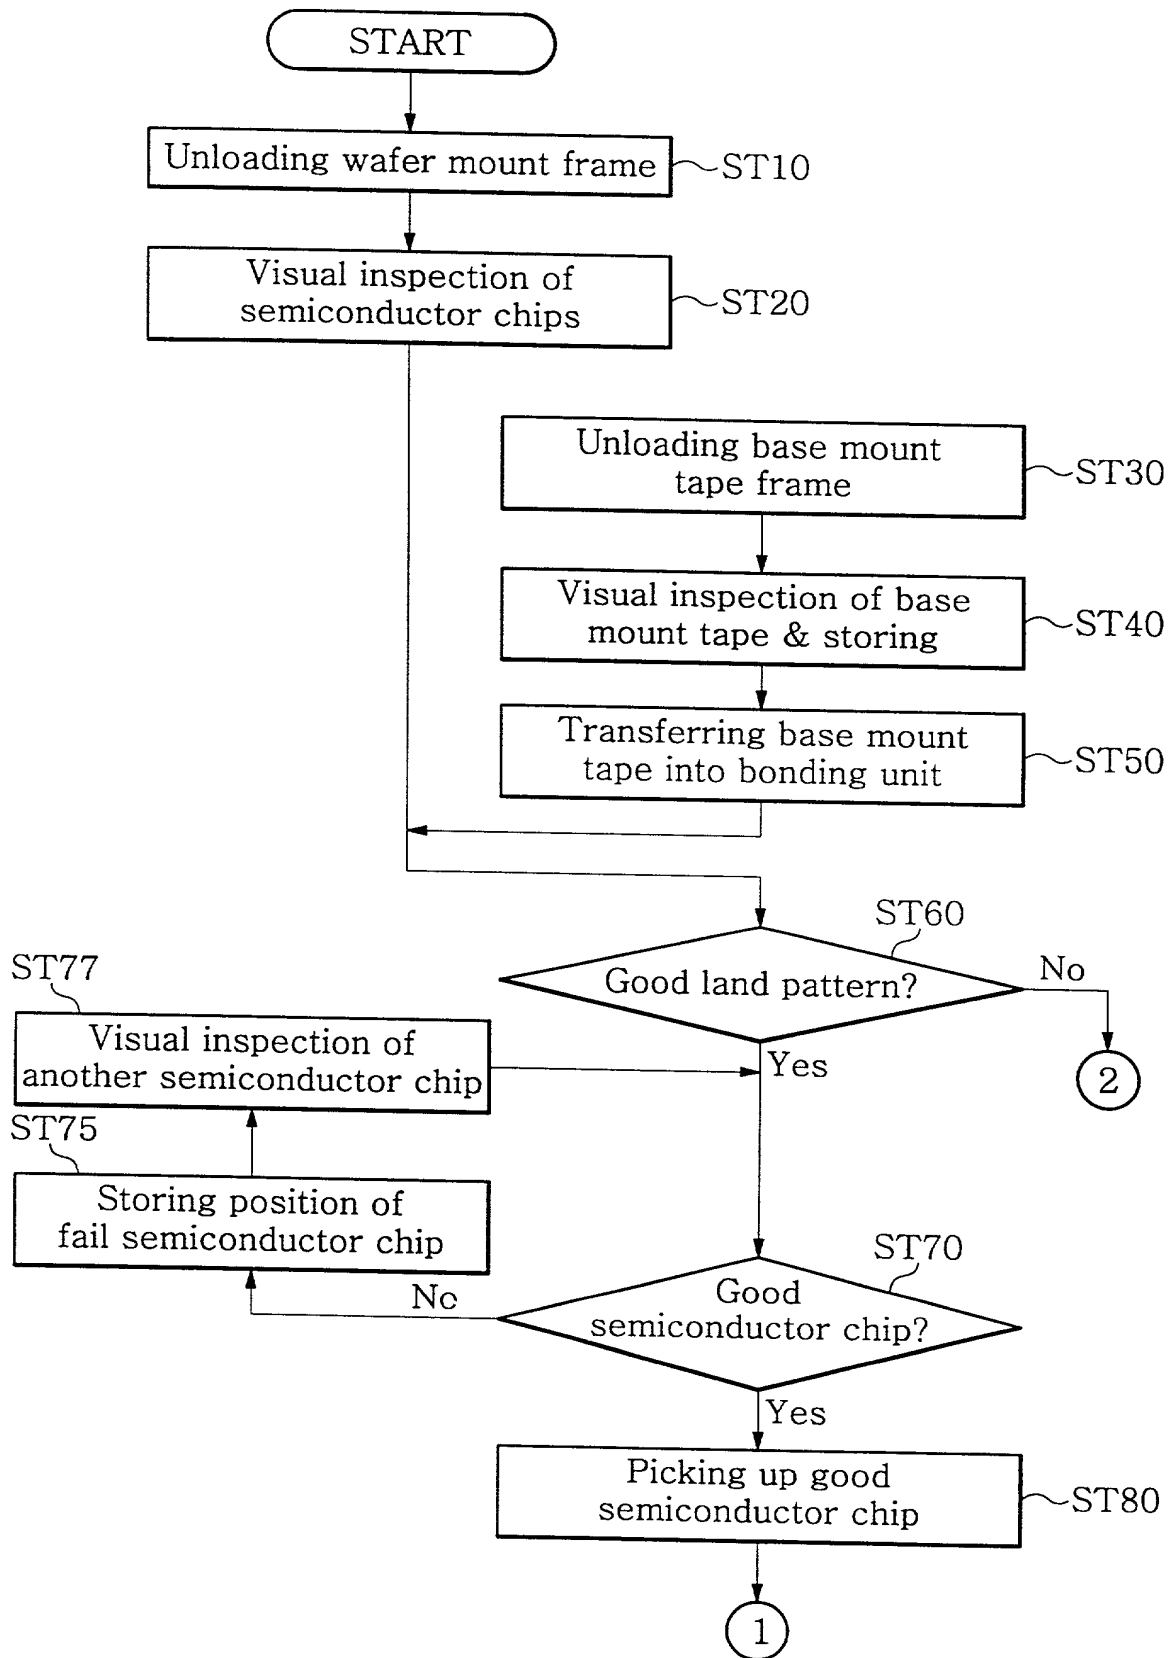 START
Unloading wafer mount frame
ST10
Visual inspection of
semiconductor chips
ST20
Unloading base mount
tape frame
ST30
Visual inspection of base
mount tape & storing
ST40
Transferring base mount
tape into bonding unit
ST50
ST60
Good land pattern?
No
2
Yes
ST77
Visual inspection of
another semiconductor chip
ST75
Storing position of
fail semiconductor chip
No
ST70
Good
semiconductor chip?
Yes
Picking up good
semiconductor chip
ST80
1